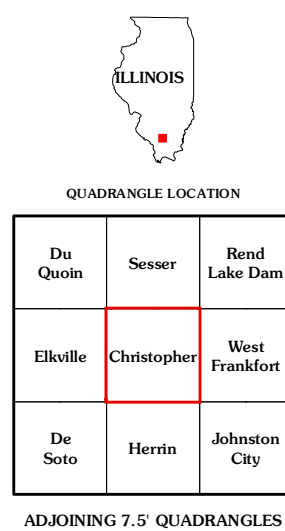 ILLINOIS
QUADRANGLE LOCATION
Du
Quoin
Sesser
Rend
Lake Dam
Elkville
Christopher
West
Frankfort
De
Soto
Herrin
Johnston
City
ADJOINING 7.5' QUADRANGLES